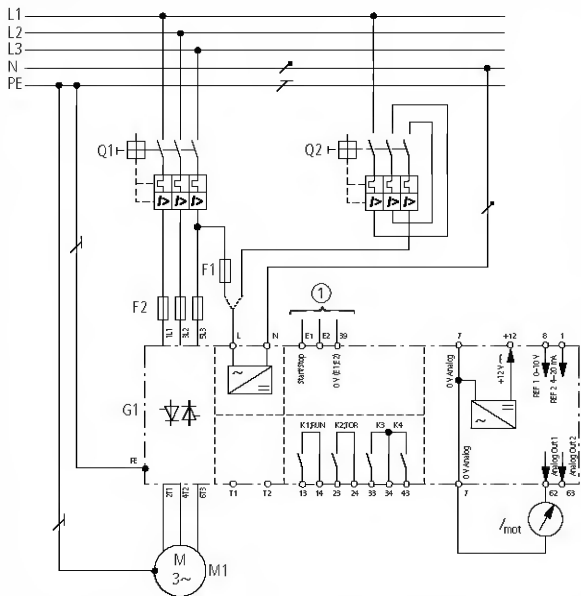 L1
L2
L3
N
PE
Q1
Q2
I> I> I>
I> I> I>
F1
F2
1
1L1 3L2 5L3
L N E1 E2 39 7 +12 8 1
Start/Stop
0 V (E1;E2)
0 V Analog
+12 V
REF 1 0–10 V
REF 2 4–20 mA
G1
~ =
~ =
K1;RUN K2;TOR K3 K4
PE
0 V Analog
Analog Out 1
Analog Out 2
2T1 4T2 6T3
T1 T2 13 14 23 24 33 34 43 7 62 63
M
3~
M1
Imot